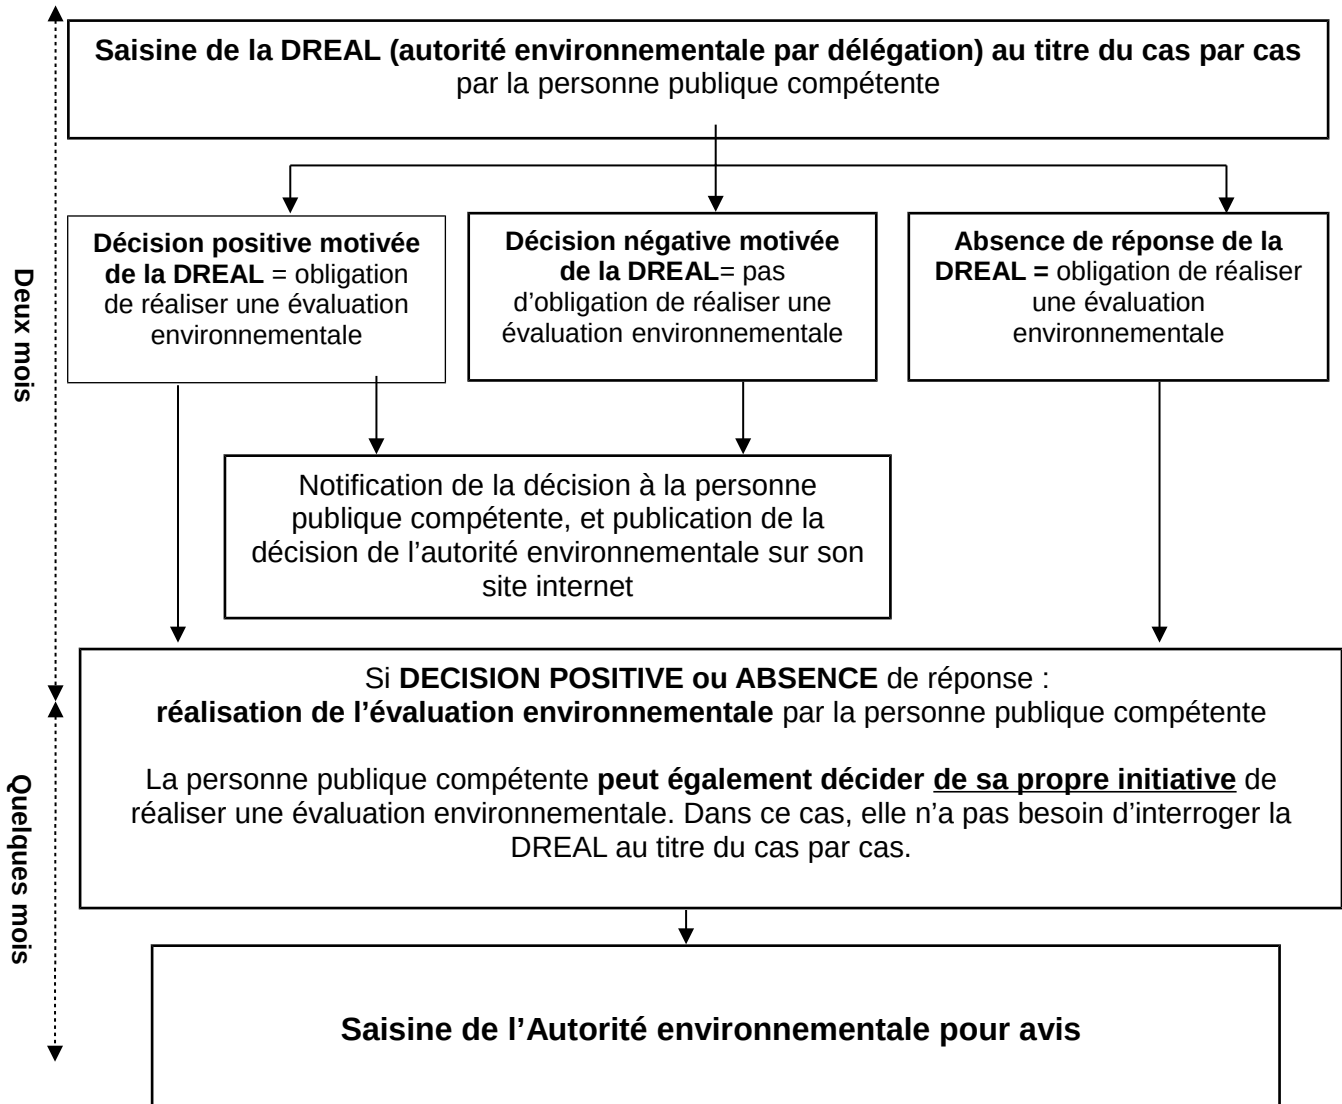 Saisine de la DREAL (autorité environnementale par délégation) au titre du cas par cas
par la personne publique compétente
Deux mois
Décision positive motivée
de la DREAL = obligation
de réaliser une évaluation
environnementale
Décision négative motivée
de la DREAL= pas
d’obligation de réaliser une
évaluation environnementale
Absence de réponse de la
DREAL = obligation de réaliser
une évaluation
environnementale
Notification de la décision à la personne
publique compétente, et publication de la
décision de l’autorité environnementale sur son
site internet
Quelques mois
Si DECISION POSITIVE ou ABSENCE de réponse :
réalisation de l’évaluation environnementale par la personne publique compétente
La personne publique compétente peut également décider de sa propre initiative de
réaliser une évaluation environnementale. Dans ce cas, elle n’a pas besoin d’interroger la
DREAL au titre du cas par cas.
Saisine de l’Autorité environnementale pour avis